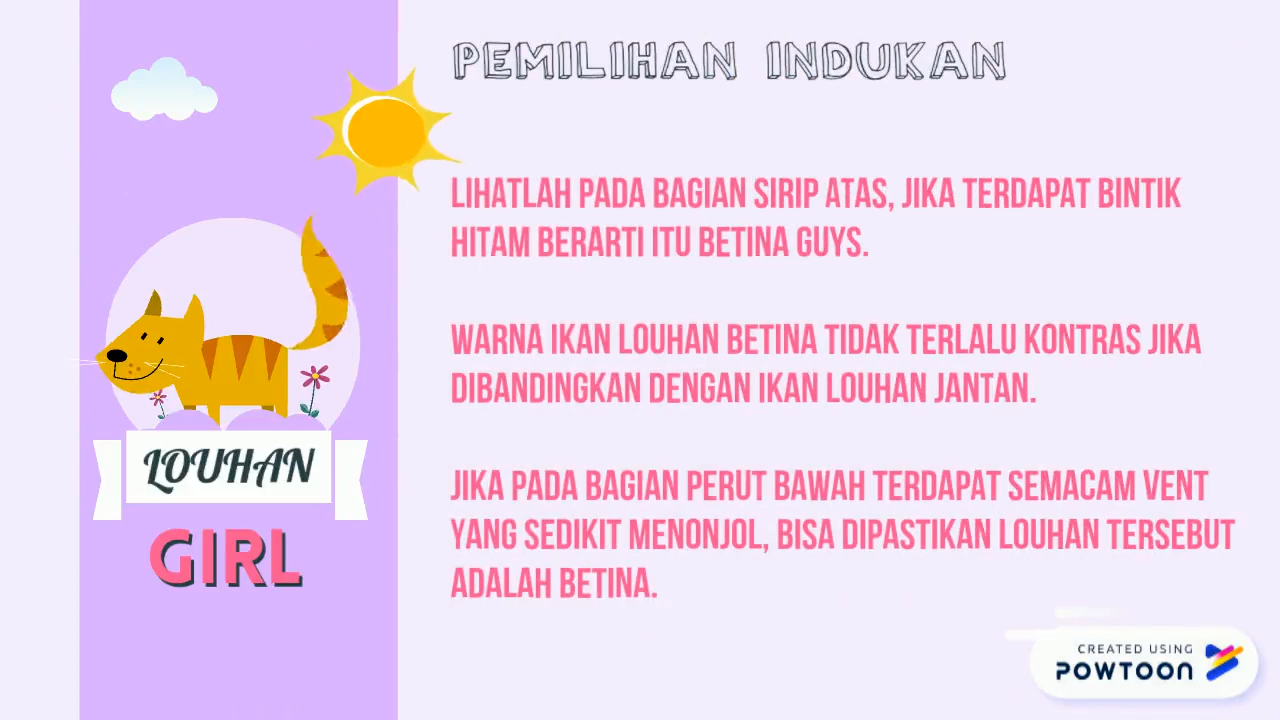 PEMILIHAN INDUKAN
LIHATLAH PADA BAGIAN SIRIP ATAS, JIKA TERDAPAT BINTIK
HITAM BERARTI ITU BETINA GUYS.
WARNA IKAN LOUHAN BETINA TIDAK TERLALU KONTRAS JIKA
DIBANDINGKAN DENGAN IKAN LOUHAN JANTAN.
JIKA PADA BAGIAN PERUT BAWAH TERDAPAT SEMACAM VENT
YANG SEDIKIT MENONJOL, BISA DIPASTIKAN LOUHAN TERSEBUT
ADALAH BETINA.
LOUHAN
GIRL
CREATED USING
POWTOON